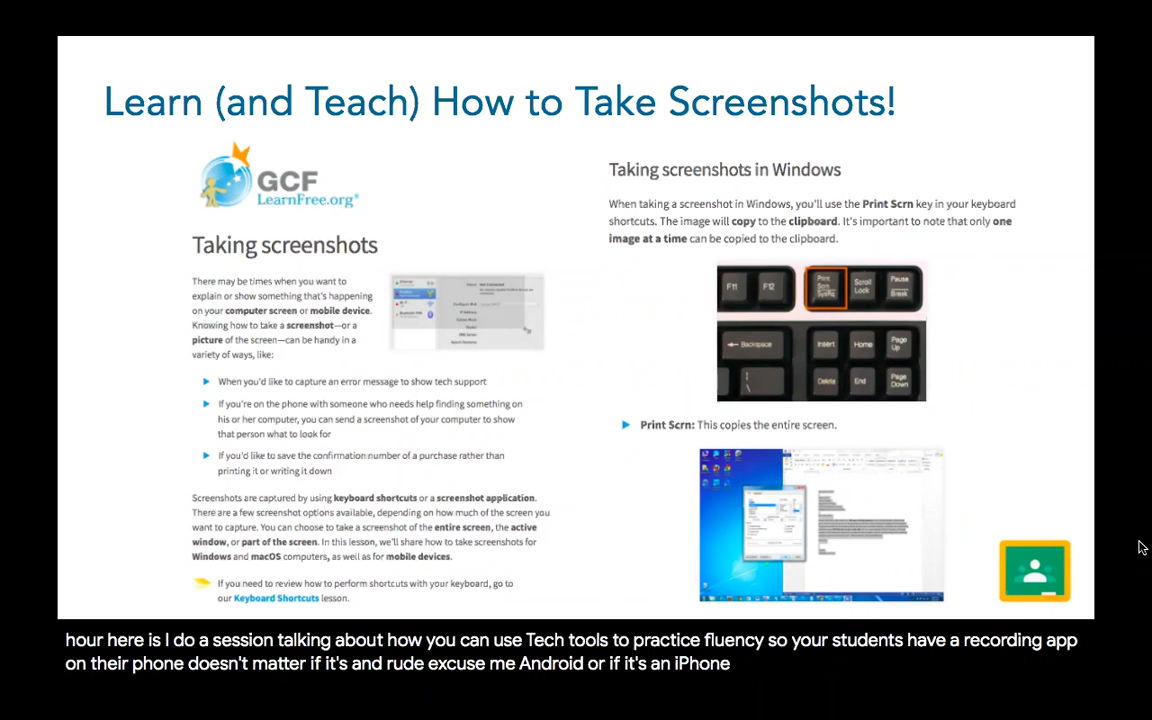 Learn (and Teach) How to Take Screenshots!
GCF
LearnFree.org®
Taking screenshots
There may be times when you want to
explain or show something that's happening
on your computer screen or mobile device.
Knowing how to take a screenshot—or a
picture of the screen—can be handy in a
variety of ways, like:
When you'd like to capture an error message to show tech support
If you're on the phone with someone who needs help finding something on
his or her computer, you can send a screenshot of your computer to show
that person what to look for
If you'd like to save the confirmation number of a purchase rather than
printing it or writing it down
Screenshots are captured by using keyboard shortcuts or a screenshot application.
There are a few screenshot options available, depending on how much of the screen you
want to capture. You can choose to take a screenshot of the entire screen, the active
window, or part of the screen. In this lesson, we'll share how to take screenshots for
Windows and macOS computers, as well as for mobile devices.
If you need to review how to perform shortcuts with your keyboard, go to
our Keyboard Shortcuts lesson.
Taking screenshots in Windows
When taking a screenshot in Windows, you'll use the Print Scrn key in your keyboard
shortcuts. The image will copy to the clipboard. It's important to note that only one
image at a time can be copied to the clipboard.
F11 F12 Print Scrn SysRq Scroll Lock Pause Break
Backspace Insert Home Page Up
\ Delete End Page Down
Print Scrn: This copies the entire screen.
hour here is I do a session talking about how you can use Tech tools to practice fluency so your students have a recording app
on their phone doesn't matter if it's and rude excuse me Android or if it's an iPhone